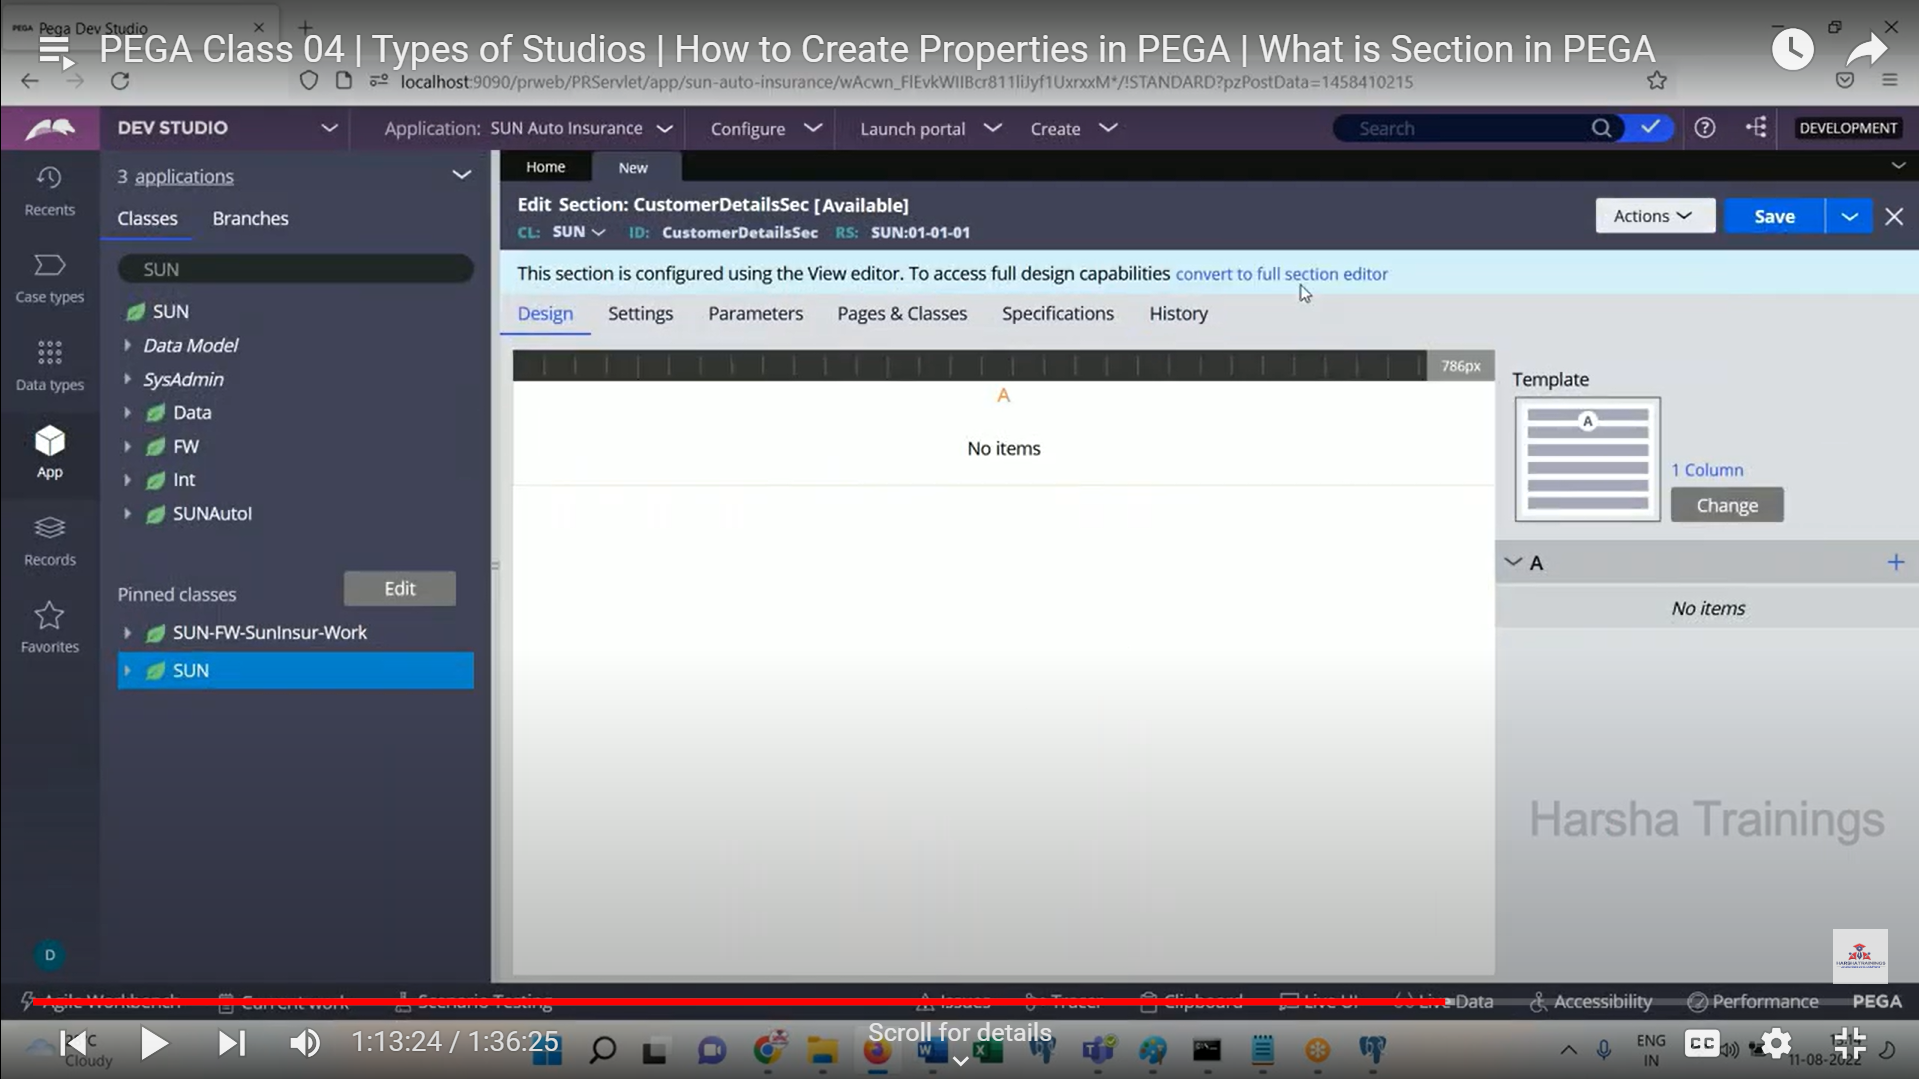 Pega Dev Studio
PEGA Class 04 | Types of Studios | How to Create Properties in PEGA | What is Section in PEGA
localhost:9090/prweb/PRServlet/app/sun-auto-insurance/wAcwn_FlEvkWIIBcr811liJyf1UxrxxM*/!STANDARD?pzPostData=1458410215
DEV STUDIO
Application: SUN Auto Insurance
Configure
Launch portal
Create
Search
DEVELOPMENT
Recents
Case types
Data types
App
Records
Favorites
D
3 applications
Classes
Branches
SUN
SUN
Data Model
SysAdmin
Data
FW
Int
SUNAutoI
Pinned classes
Edit
SUN-FW-SunInsur-Work
SUN
Home
New
Edit Section: CustomerDetailsSec [Available]
CL: SUN ID: CustomerDetailsSec RS: SUN:01-01-01
Actions
Save
This section is configured using the View editor. To access full design capabilities convert to full section editor
Design
Settings
Parameters
Pages & Classes
Specifications
History
786px
A
No items
Template
A
1 Column
Change
A
No items
Harsha Trainings
HARSHA TRAININGS
Agile Workbench
Current work
Scenario Testing
Issues
Tracer
Clipboard
Live UI
Live Data
Accessibility
Performance
PEGA
Cloudy
1:13:24 / 1:36:25
Scroll for details
ENG
IN
CC
11-08-2022